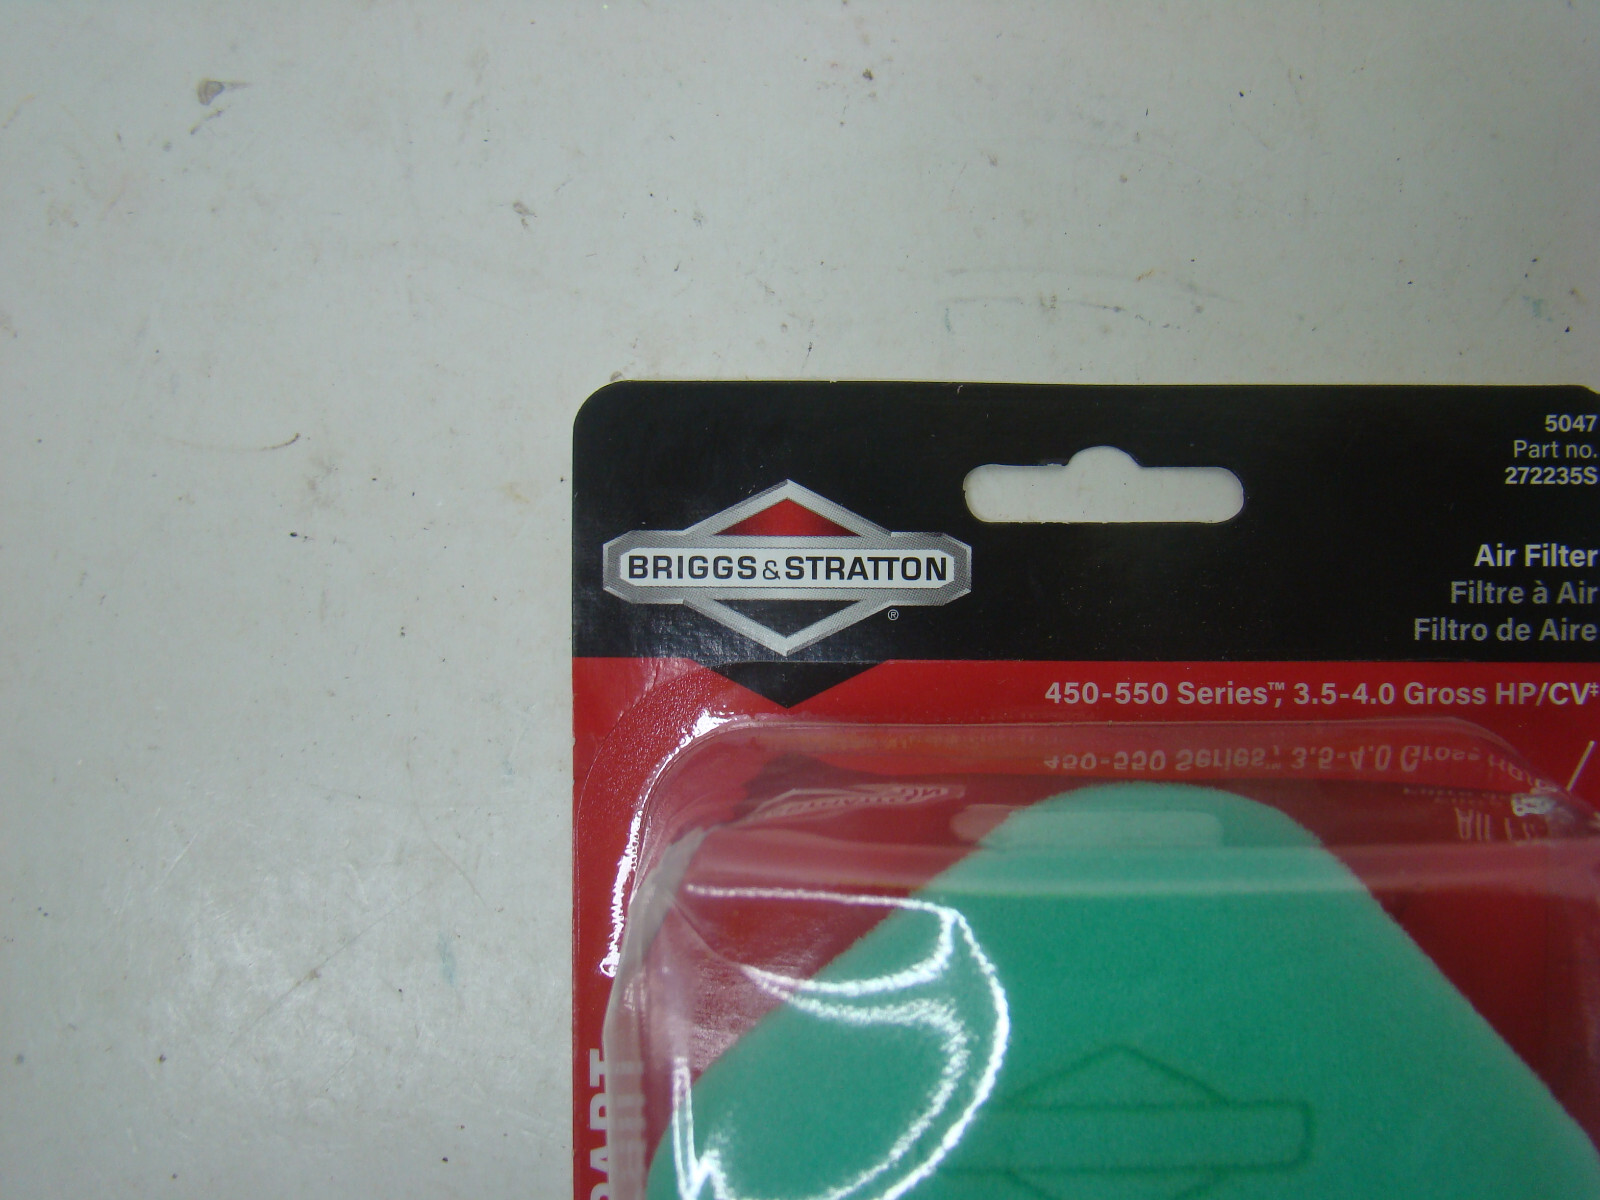 5047
Part no.
272235S
BRIGGS & STRATTON
®
Air Filter
Filtre à Air
Filtro de Aire
450-550 Series™, 3.5-4.0 Gross HP/CV‡
PART